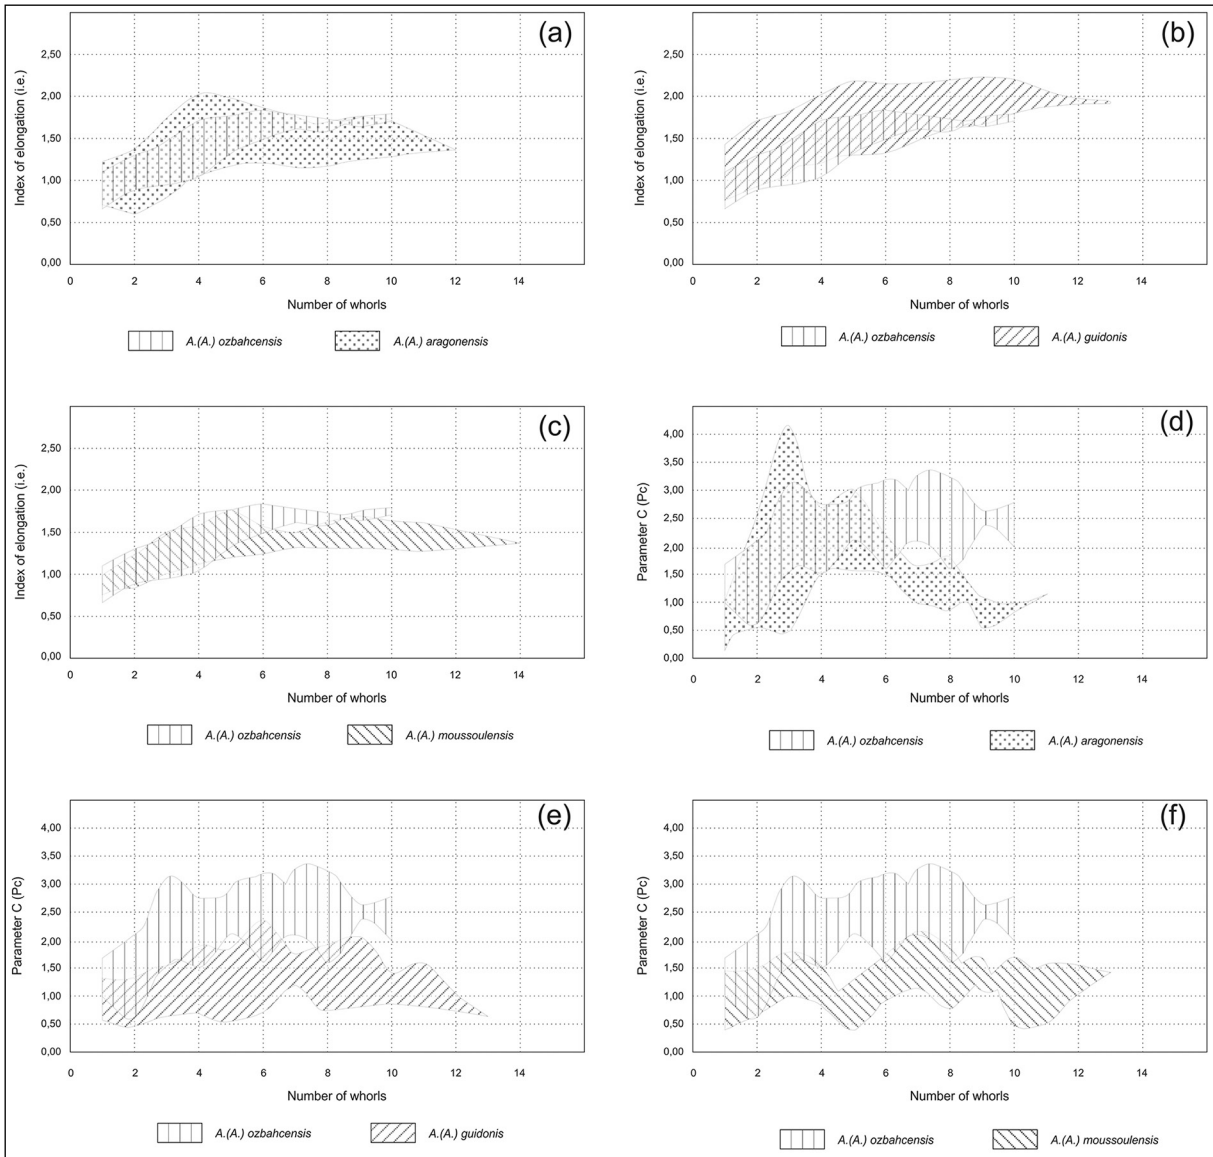 (a)
Index of elongation (i.e.)
2,50
2,00
1,50
1,00
0,50
0,00
0 2 4 6 8 10 12 14
Number of whorls
A.(A.) ozbahcensis A.(A.) aragonensis
(b)
Index of elongation (i.e.)
2,50
2,00
1,50
1,00
0,50
0,00
0 2 4 6 8 10 12 14
Number of whorls
A.(A.) ozbahcensis A.(A.) guidonis
(c)
Index of elongation (i.e.)
2,50
2,00
1,50
1,00
0,50
0,00
0 2 4 6 8 10 12 14
Number of whorls
A.(A.) ozbahcensis A.(A.) moussoulensis
(d)
Parameter C (Pc)
4,00
3,50
3,00
2,50
2,00
1,50
1,00
0,50
0,00
0 2 4 6 8 10 12 14
Number of whorls
A.(A.) ozbahcensis A.(A.) aragonensis
(e)
Parameter C (Pc)
4,00
3,50
3,00
2,50
2,00
1,50
1,00
0,50
0,00
0 2 4 6 8 10 12 14
Number of whorls
A.(A.) ozbahcensis A.(A.) guidonis
(f)
Parameter C (Pc)
4,00
3,50
3,00
2,50
2,00
1,50
1,00
0,50
0,00
0 2 4 6 8 10 12 14
Number of whorls
A.(A.) ozbahcensis A.(A.) moussoulensis